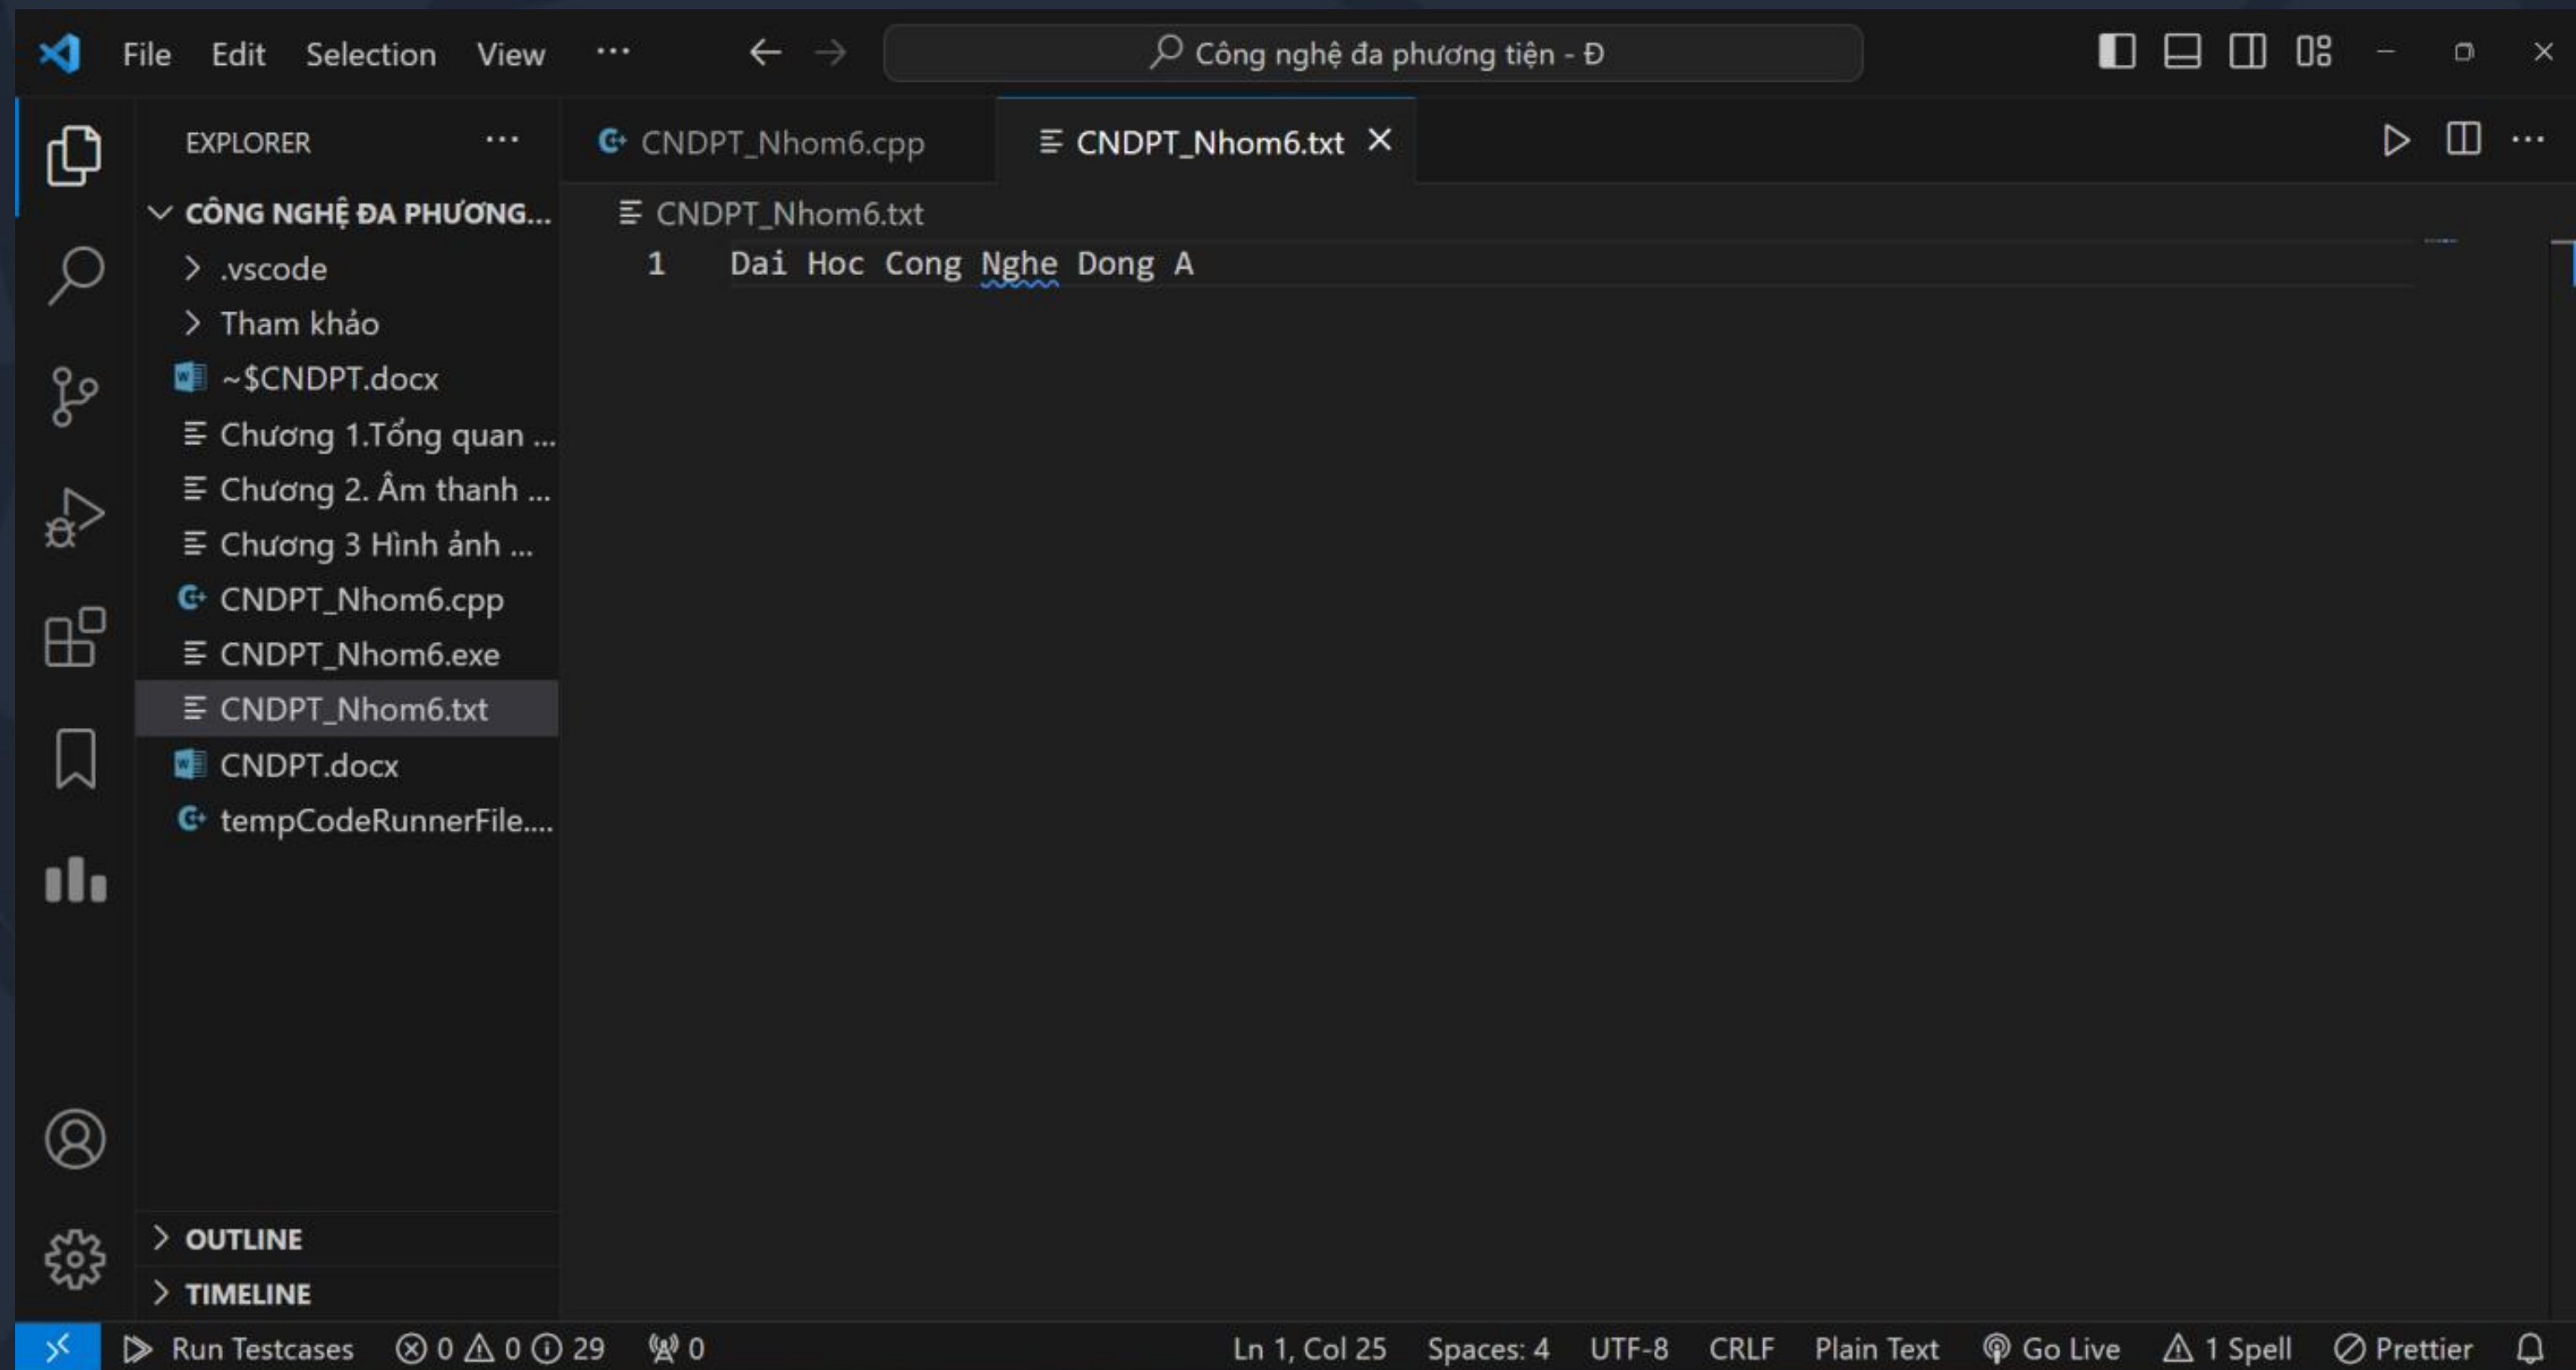 File Edit Selection View ··· Công nghệ đa phương tiện - Đ
EXPLORER ···
CNDPT_Nhom6.cpp
CNDPT_Nhom6.txt
CÔNG NGHỆ ĐA PHƯƠNG...
.vscode
Tham khảo
~$CNDPT.docx
Chương 1.Tổng quan ...
Chương 2. Âm thanh ...
Chương 3 Hình ảnh ...
CNDPT_Nhom6.cpp
CNDPT_Nhom6.exe
CNDPT_Nhom6.txt
CNDPT.docx
tempCodeRunnerFile....
OUTLINE
TIMELINE
CNDPT_Nhom6.txt
1 Dai Hoc Cong Nghe Dong A
Run Testcases 0 0 29 0 Ln 1, Col 25 Spaces: 4 UTF-8 CRLF Plain Text Go Live 1 Spell Prettier